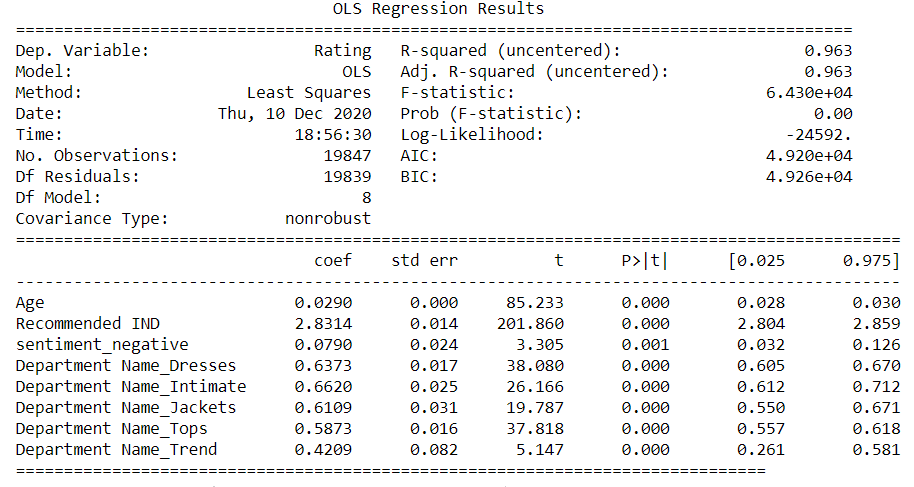 OLS Regression Results
==============================================================================
Dep. Variable: Rating R-squared (uncentered): 0.963
Model: OLS Adj. R-squared (uncentered): 0.963
Method: Least Squares F-statistic: 6.430e+04
Date: Thu, 10 Dec 2020 Prob (F-statistic): 0.00
Time: 18:56:30 Log-Likelihood: -24592.
No. Observations: 19847 AIC: 4.920e+04
Df Residuals: 19839 BIC: 4.926e+04
Df Model: 8
Covariance Type: nonrobust
==============================================================================
coef std err t P>|t| [0.025 0.975]
------------------------------------------------------------------------------
Age 0.0290 0.000 85.233 0.000 0.028 0.030
Recommended IND 2.8314 0.014 201.860 0.000 2.804 2.859
sentiment_negative 0.0790 0.024 3.305 0.001 0.032 0.126
Department Name_Dresses 0.6373 0.017 38.080 0.000 0.605 0.670
Department Name_Intimate 0.6620 0.025 26.166 0.000 0.612 0.712
Department Name_Jackets 0.6109 0.031 19.787 0.000 0.550 0.671
Department Name_Tops 0.5873 0.016 37.818 0.000 0.557 0.618
Department Name_Trend 0.4209 0.082 5.147 0.000 0.261 0.581
==============================================================================